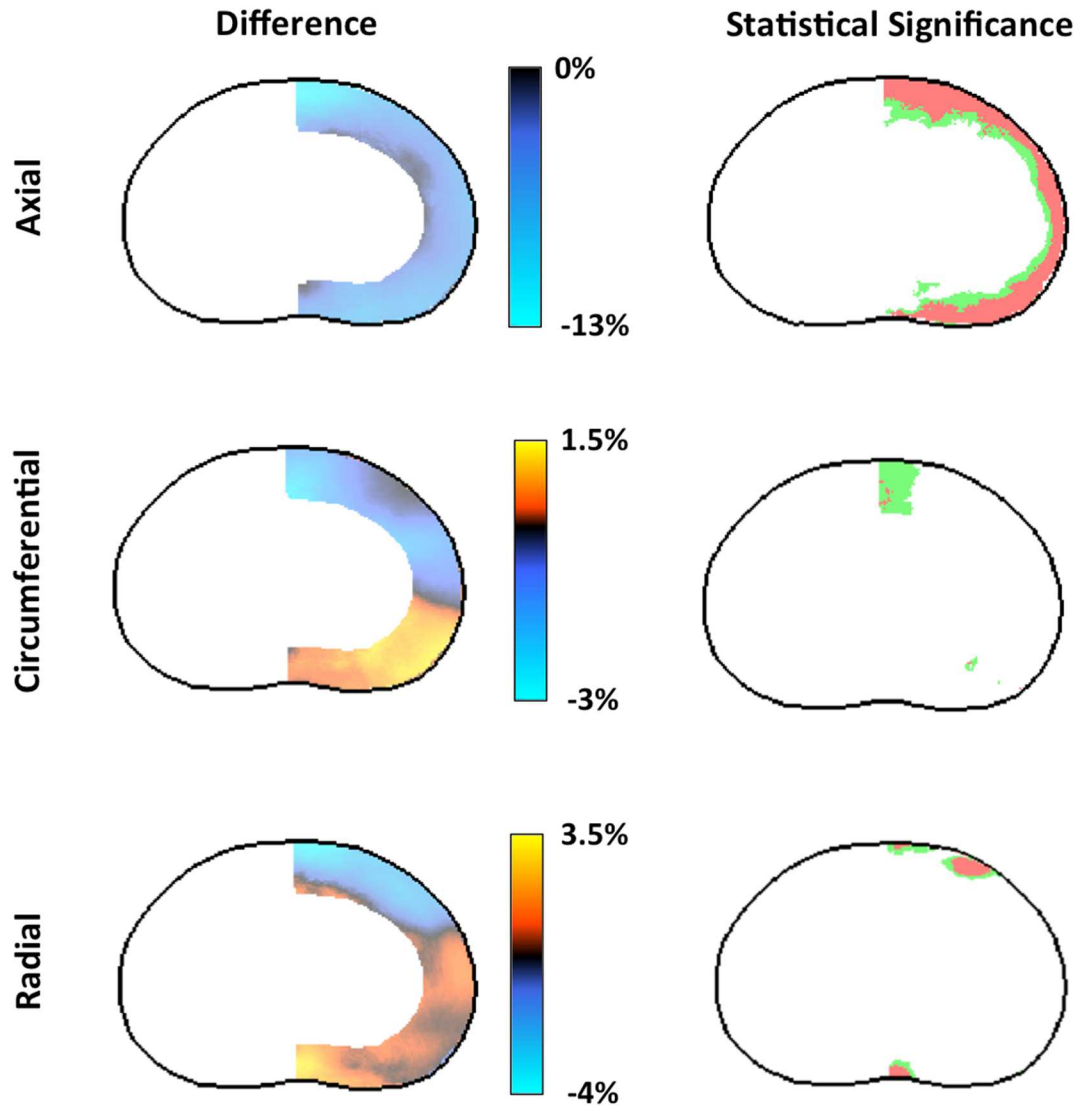 Difference
Statistical Significance
Axial
0%
-13%
Circumferential
1.5%
-3%
Radial
3.5%
-4%